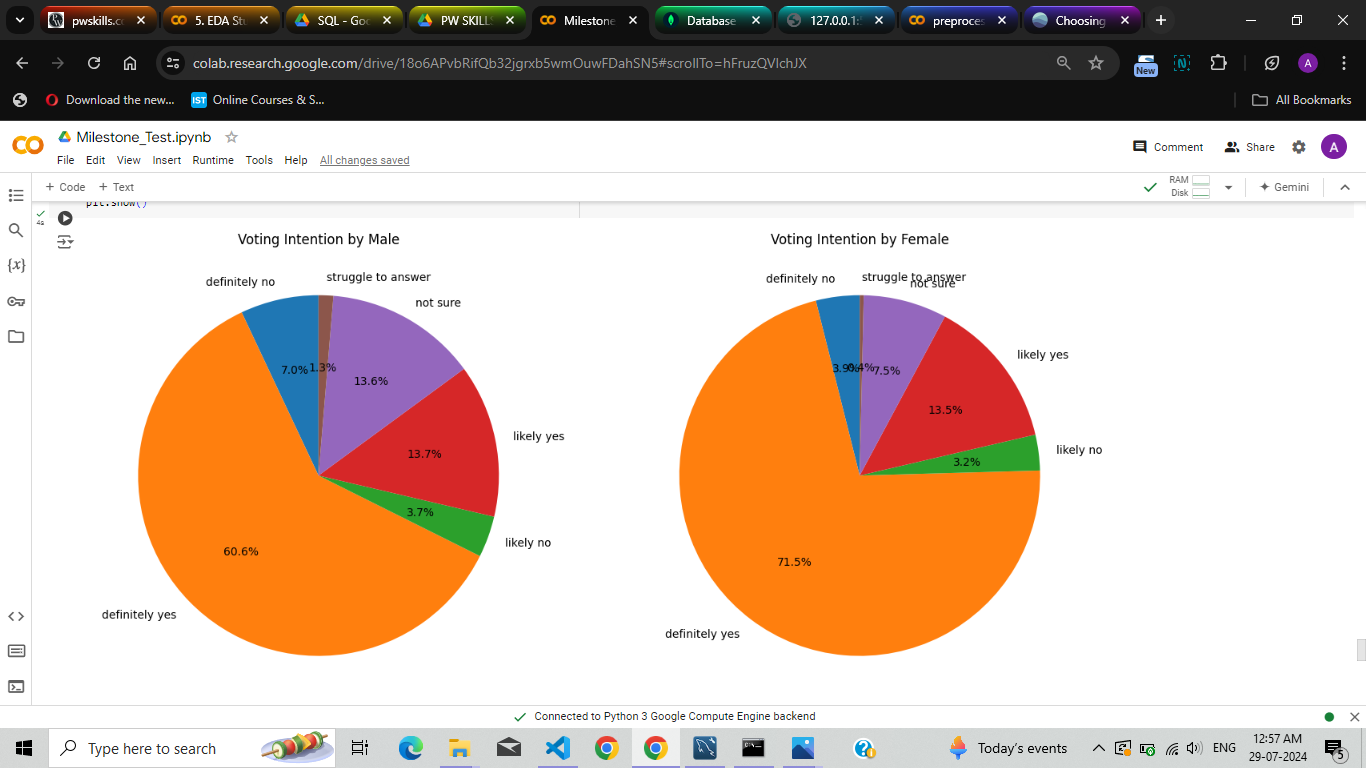 pwskills.c
5. EDA Stu
SQL - Goo
PW SKILL
Milestone
Database
127.0.0.1:
preproces
Choosing
colab.research.google.com/drive/18o6APvbRifQb32jgrxb5wmOuwFDahSN5#scrollTo=hFruzQVlchJX
New
A
Download the new...
IST
Online Courses & S...
All Bookmarks
Milestone_Test.ipynb
File Edit View Insert Runtime Tools Help All changes saved
Comment
Share
A
+ Code + Text
RAM
Disk
Gemini
4s
plt.show()
{x}
Voting Intention by Male
definitely no
struggle to answer
not sure
7.0%
1.3%
13.6%
likely yes
13.7%
3.7%
likely no
60.6%
definitely yes
Voting Intention by Female
definitely no
struggle to answer
not sure
likely yes
3.9%
0.4%
7.5%
13.5%
likely no
3.2%
71.5%
definitely yes
Connected to Python 3 Google Compute Engine backend
Type here to search
Today's events
ENG
12:57 AM
29-07-2024
5